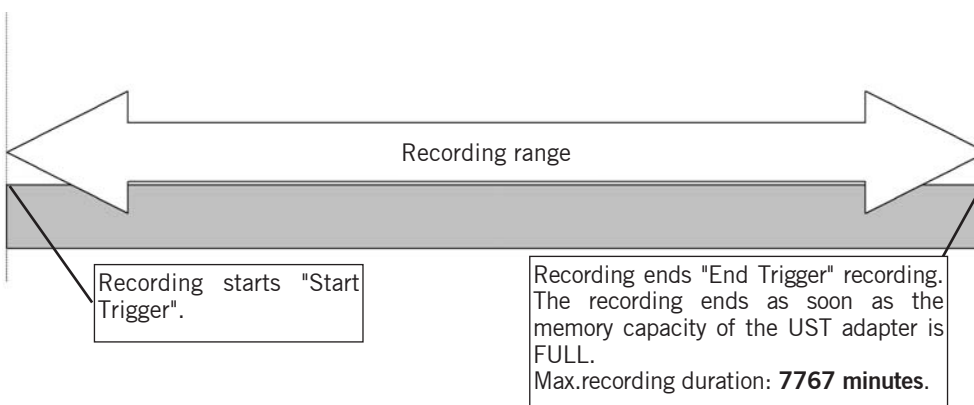 Recording range
Recording starts "Start
Trigger".
Recording ends "End Trigger" recording.
The recording ends as soon as the
memory capacity of the UST adapter is
FULL.
Max.recording duration: 7767 minutes.